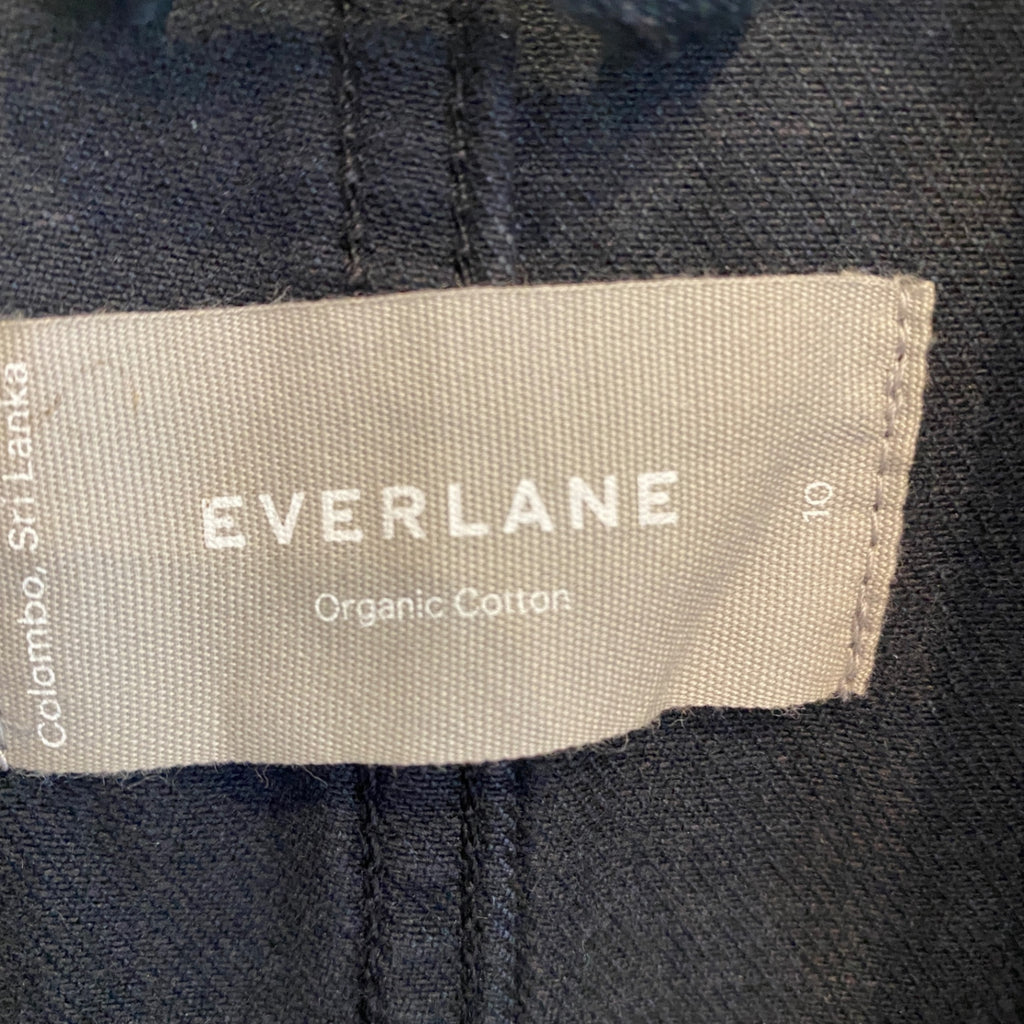 Colombo, Sri Lanka
EVERLANE
Organic Cotton
10